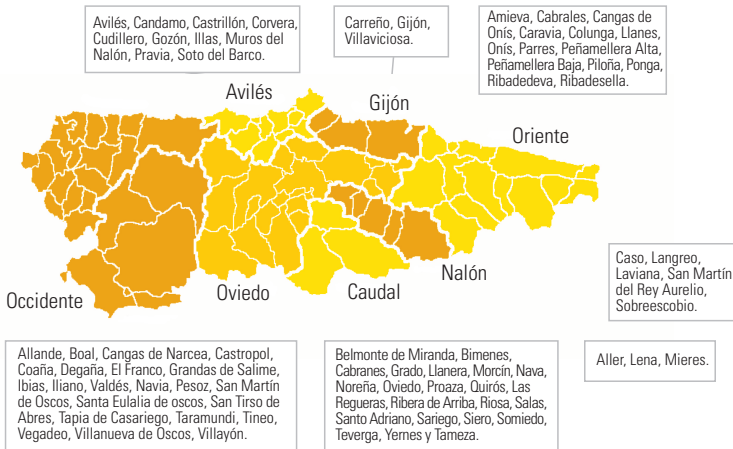 Avilés, Candamo, Castrillón, Corvera,
Cudillero, Gozón, Illas, Muros del
Nalón, Pravia, Soto del Barco.
Carreño, Gijón,
Villaviciosa.
Amieva, Cabrales, Cangas de
Onís, Caravia, Colunga, Llanes,
Onís, Parres, Peñamellera Alta,
Peñamellera Baja, Piloña, Ponga,
Ribadedeva, Ribadesella.
Avilés
Gijón
Oriente
Occidente
Oviedo
Caudal
Nalón
Caso, Langreo,
Laviana, San Martín
del Rey Aurelio,
Sobreescobio.
Allande, Boal, Cangas de Narcea, Castropol,
Coaña, Degaña, El Franco, Grandas de Salime,
Ibias, Iliano, Valdés, Navia, Pesoz, San Martín
de Oscos, Santa Eulalia de oscos, San Tirso de
Abres, Tapia de Casariego, Taramundi, Tineo,
Vegadeo, Villanueva de Oscos, Villayón.
Belmonte de Miranda, Bimenes,
Cabranes, Grado, Llanera, Morcín, Nava,
Noreña, Oviedo, Proaza, Quirós, Las
Regueras, Ribera de Arriba, Riosa, Salas,
Santo Adriano, Sariego, Siero, Somiedo,
Teverga, Yernes y Tameza.
Aller, Lena, Mieres.